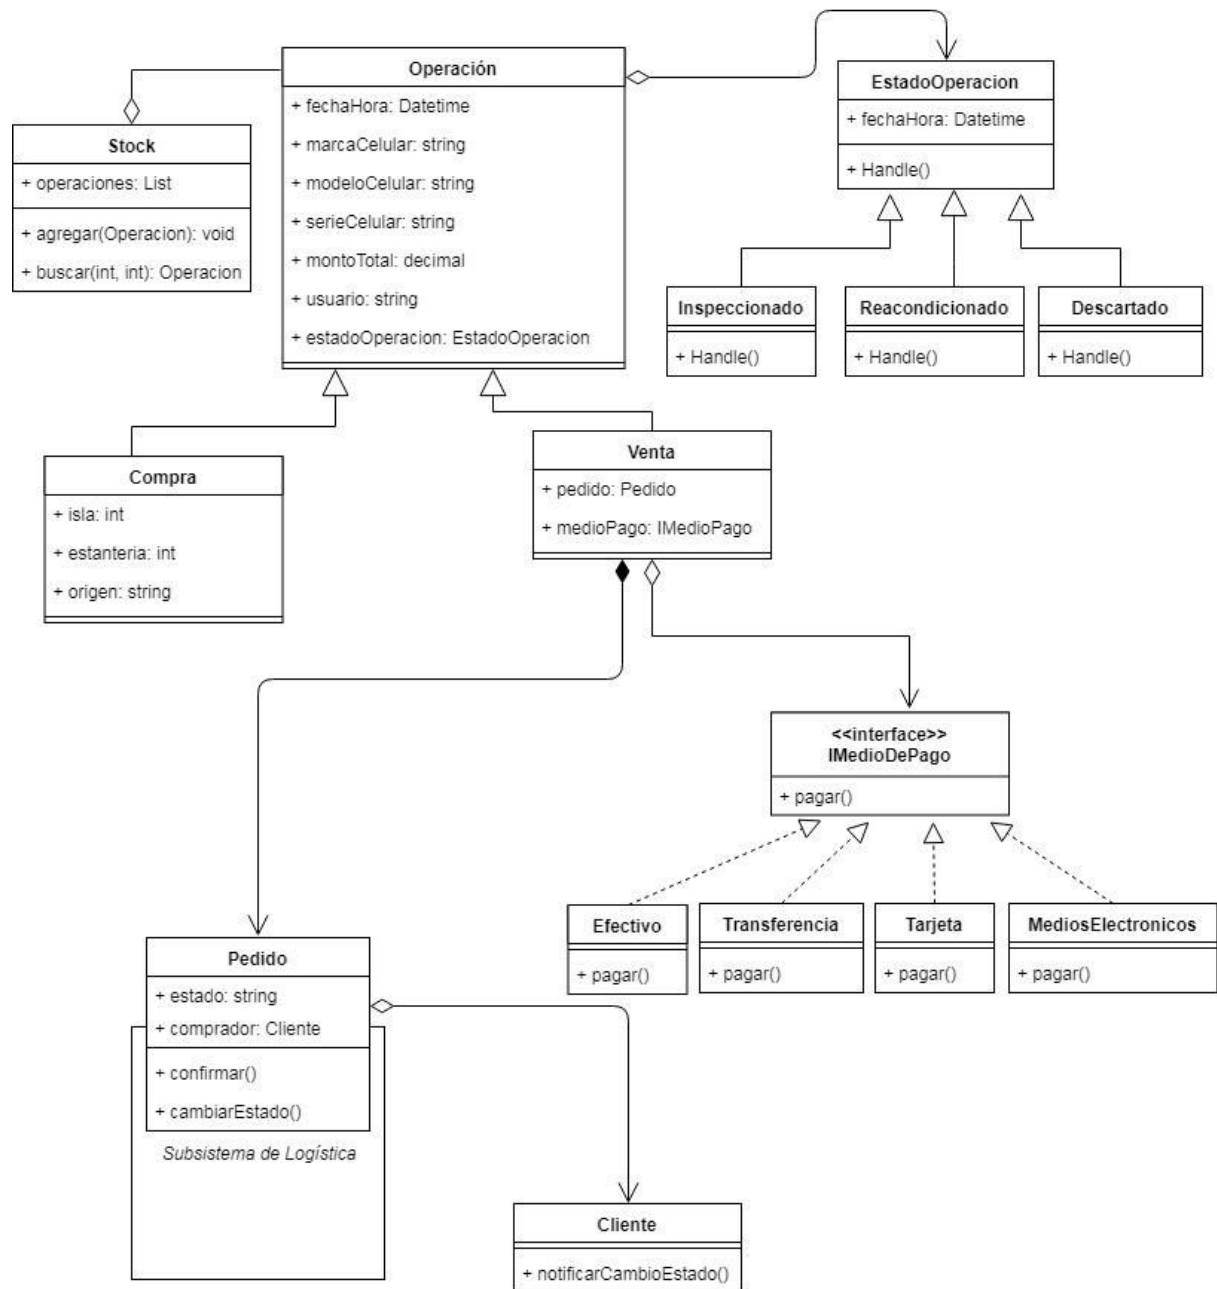 Operación
+ fechaHora: Datetime
+ marcaCelular: string
+ modeloCelular: string
+ serieCelular: string
+ montoTotal: decimal
+ usuario: string
+ estadoOperacion: EstadoOperacion
EstadoOperacion
+ fechaHora: Datetime
+ Handle()
Stock
+ operaciones: List
+ agregar(Operacion): void
+ buscar(int, int): Operacion
Inspeccionado
+ Handle()
Reacondicionado
+ Handle()
Descartado
+ Handle()
Compra
+ isla: int
+ estanteria: int
+ origen: string
Venta
+ pedido: Pedido
+ medioPago: IMedioPago
<<interface>>
IMedioDePago
+ pagar()
Efectivo
+ pagar()
Transferencia
+ pagar()
Tarjeta
+ pagar()
MediosElectronicos
+ pagar()
Pedido
+ estado: string
+ comprador: Cliente
+ confirmar()
+ cambiarEstado()
Subsistema de Logística
Cliente
+ notificarCambioEstado()